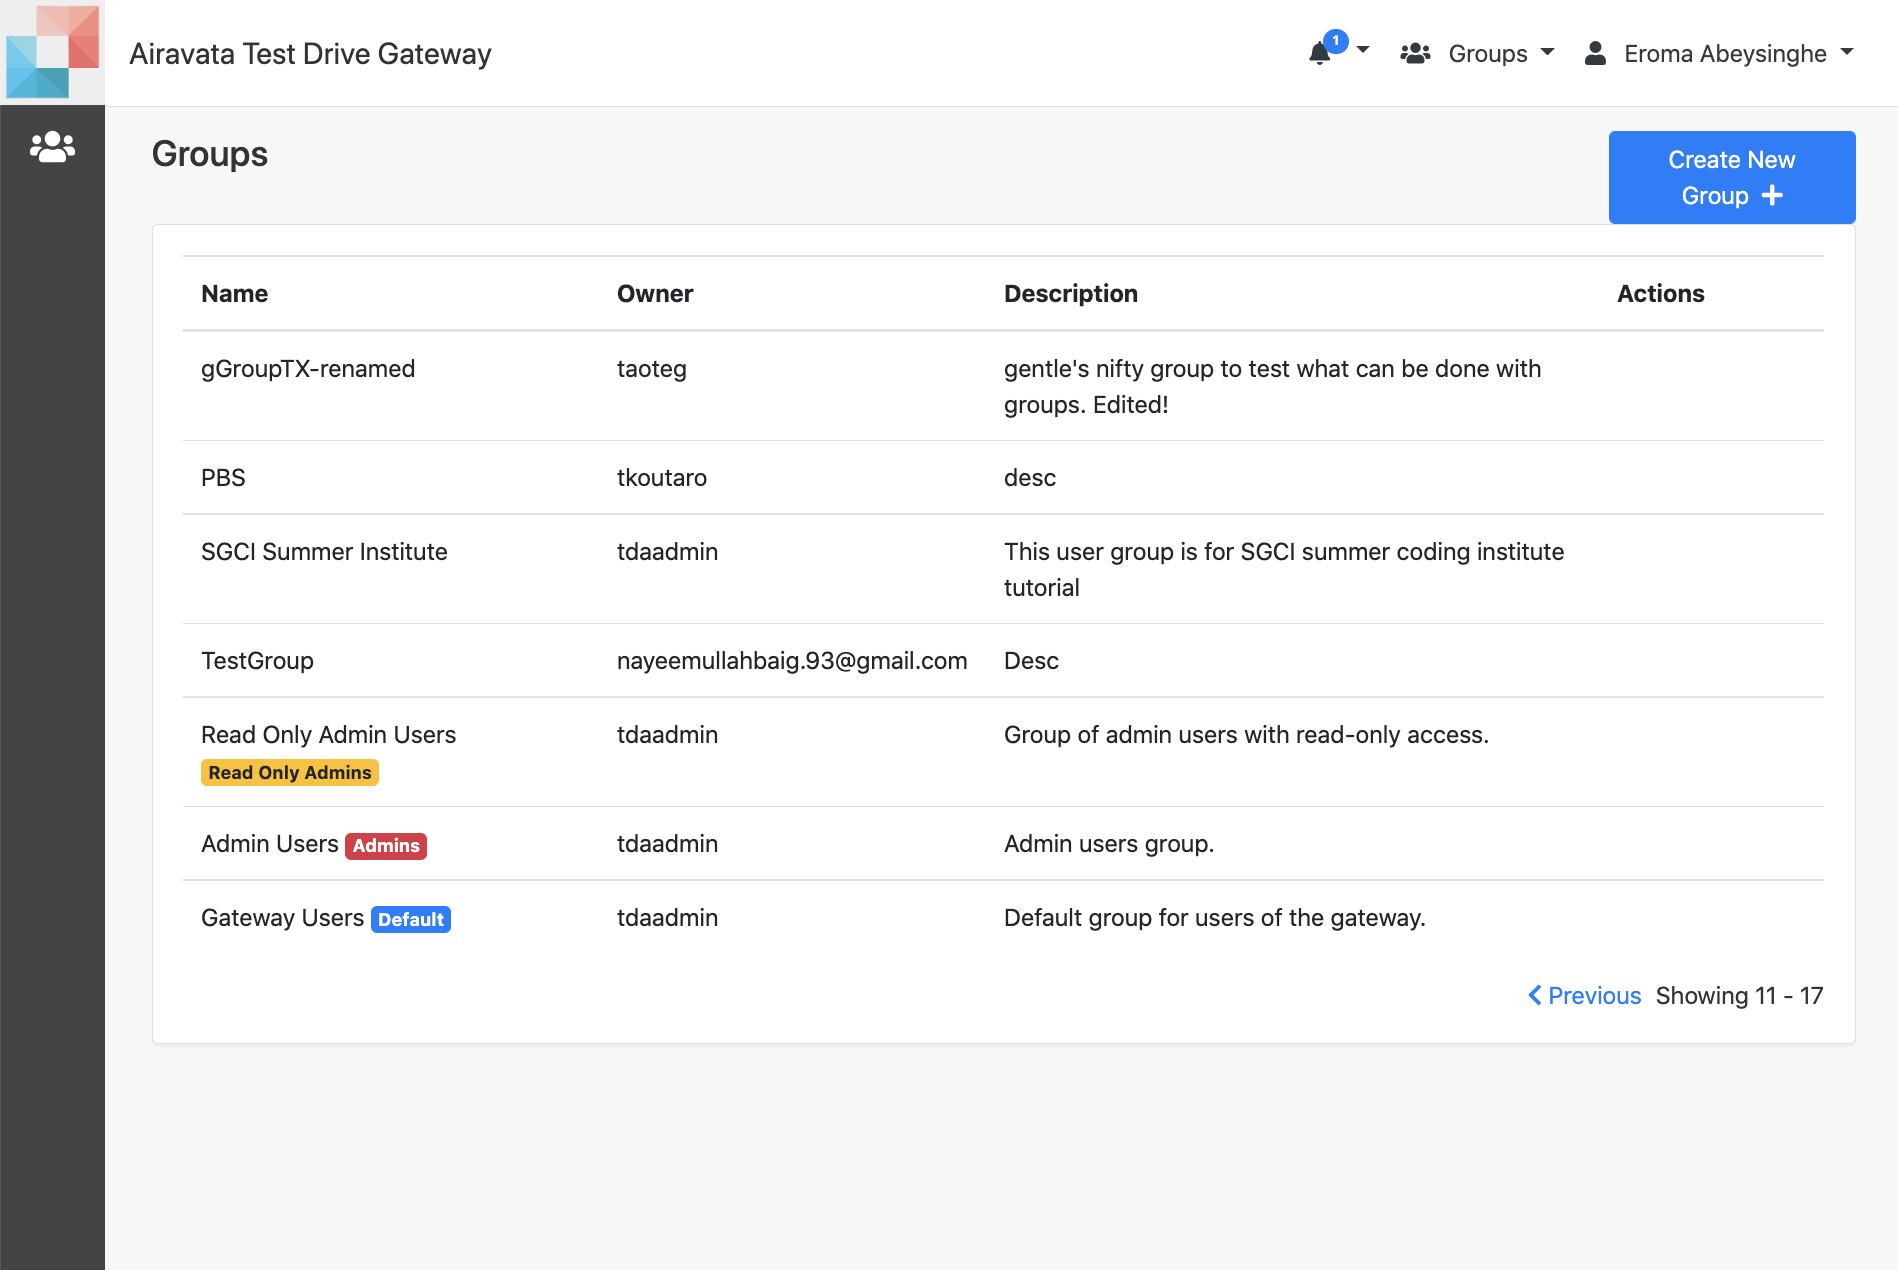 Airavata Test Drive Gateway
1
Groups
Eroma Abeysinghe
Groups
Create New
Group
Name Owner Description Actions
gGroupTX-renamed taoteg gentle's nifty group to test what can be done with
groups. Edited!
PBS tkoutaro desc
SGCI Summer Institute tdaadmin This user group is for SGCI summer coding institute
tutorial
TestGroup nayeemullahbaig.93@gmail.com Desc
Read Only Admin Users tdaadmin Group of admin users with read-only access.
Read Only Admins
Admin Users Admins tdaadmin Admin users group.
Gateway Users Default tdaadmin Default group for users of the gateway.
Previous Showing 11 - 17